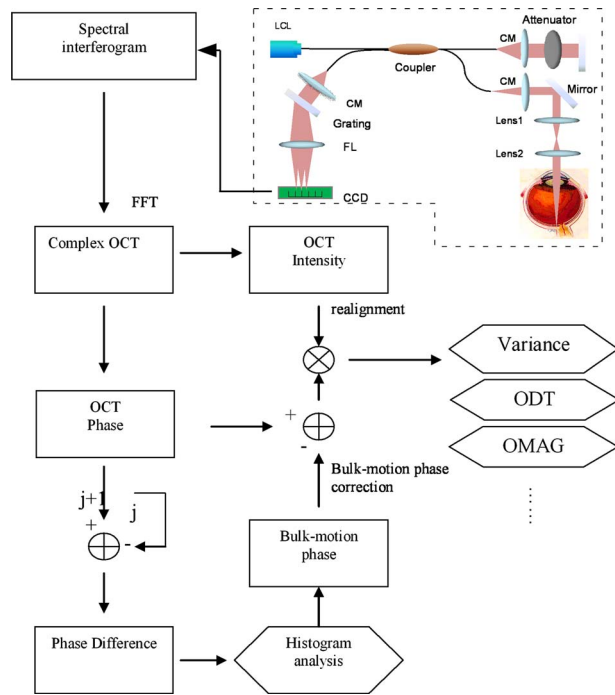 Spectral
interferogram
LCL
Coupler
CM
Attenuator
CM
Mirror
CM
Grating
Lens1
FL
Lens2
CCD
FFT
Complex OCT
OCT
Intensity
realignment
Variance
ODT
OMAG
OCT
Phase
+
-
Bulk-motion phase
correction
j+1
j
+
-
Bulk-motion
phase
Phase Difference
Histogram
analysis